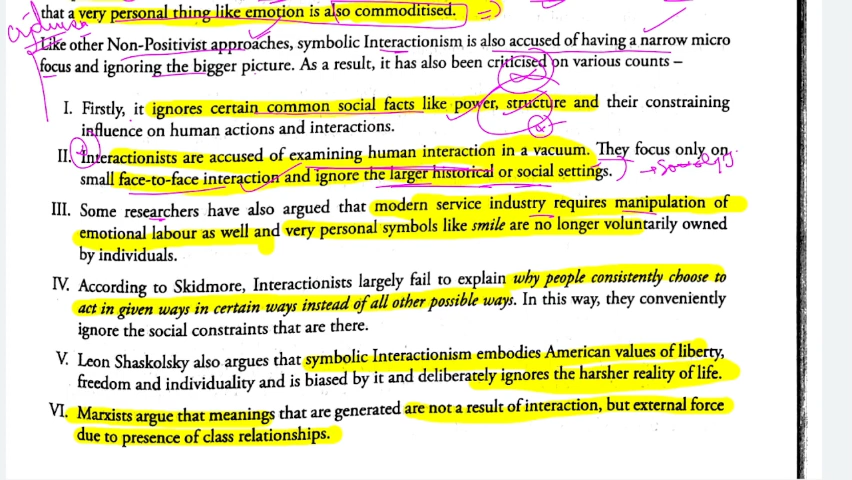 that a very personal thing like emotion is also commoditised.
Like other Non-Positivist approaches, symbolic Interactionism is also accused of having a narrow micro
focus and ignoring the bigger picture. As a result, it has also been criticised on various counts –
I. Firstly, it ignores certain common social facts like power, structure and their constraining
influence on human actions and interactions.
II. Interactionists are accused of examining human interaction in a vacuum. They focus only on
small face-to-face interaction and ignore the larger historical or social settings.
III. Some researchers have also argued that modern service industry requires manipulation of
emotional labour as well and very personal symbols like smile are no longer voluntarily owned
by individuals.
IV. According to Skidmore, Interactionists largely fail to explain why people consistently choose to
act in given ways in certain ways instead of all other possible ways. In this way, they conveniently
ignore the social constraints that are there.
V. Leon Shaskolsky also argues that symbolic Interactionism embodies American values of liberty,
freedom and individuality and is biased by it and deliberately ignores the harsher reality of life.
VI. Marxists argue that meanings that are generated are not a result of interaction, but external force
due to presence of class relationships.